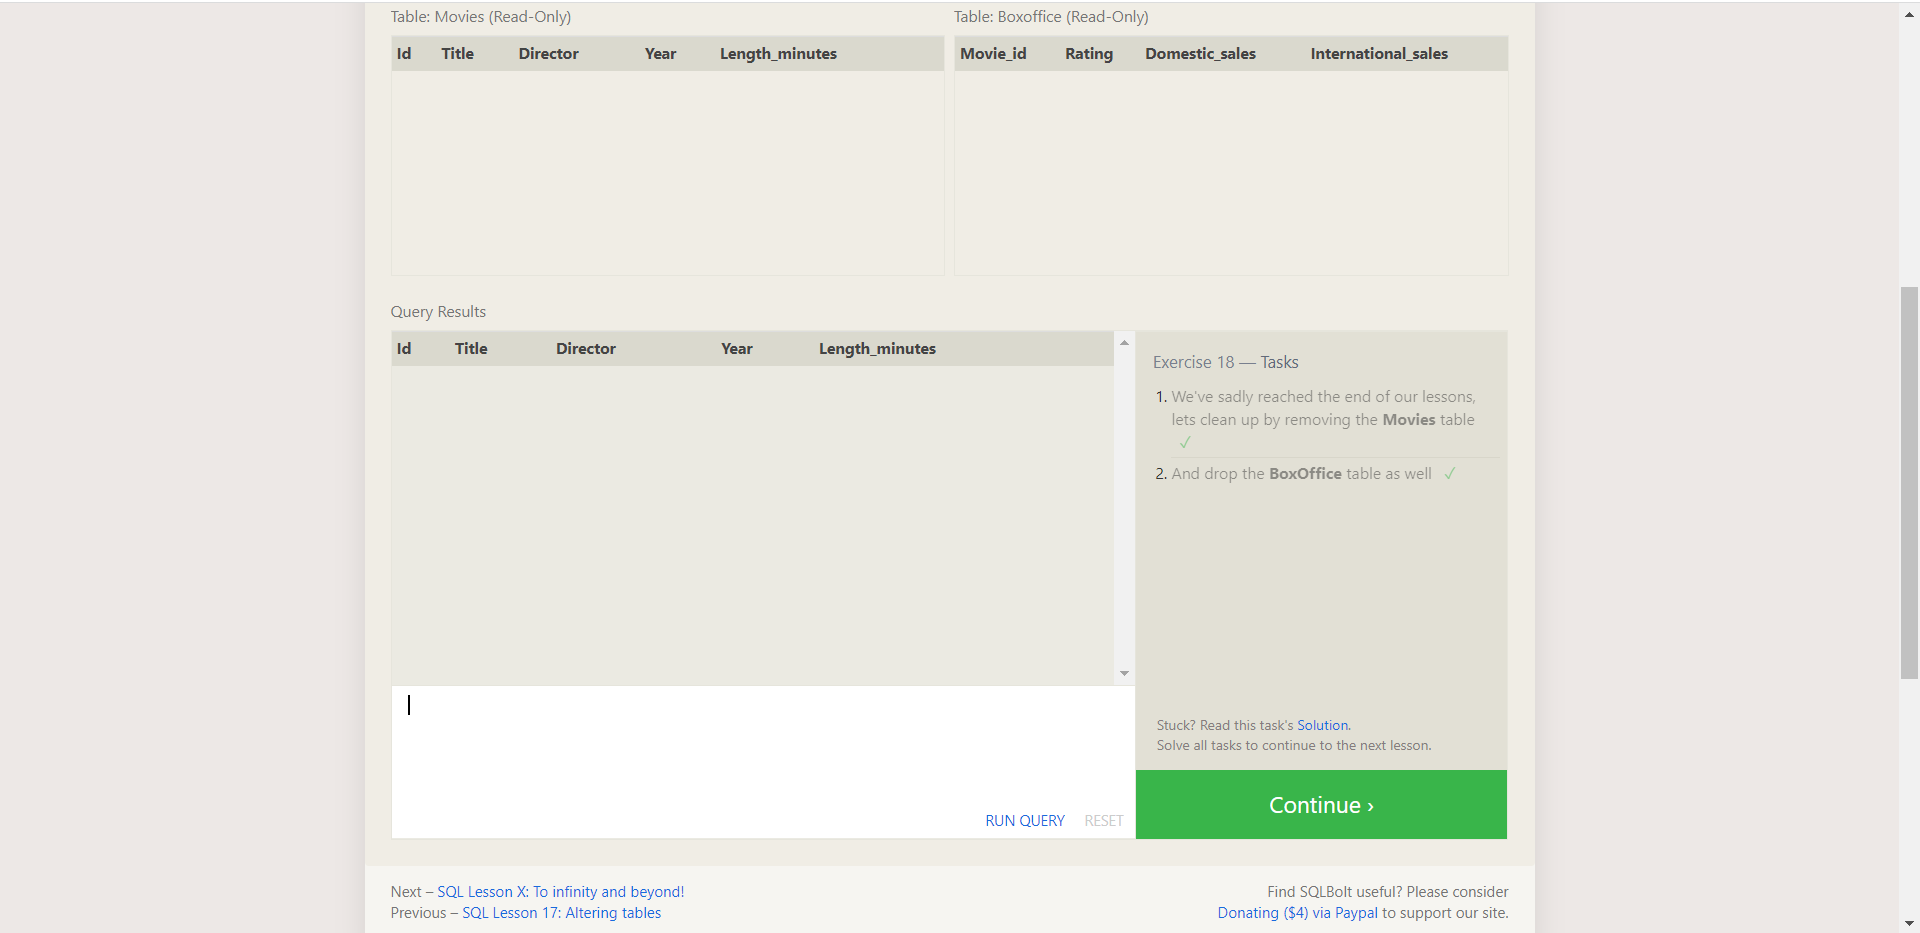 Table: Movies (Read-Only)
Id Title Director Year Length_minutes
Table: Boxoffice (Read-Only)
Movie_id Rating Domestic_sales International_sales
Query Results
Id Title Director Year Length_minutes
Exercise 18 — Tasks
1. We've sadly reached the end of our lessons,
lets clean up by removing the Movies table
✓
2. And drop the BoxOffice table as well ✓
Stuck? Read this task's Solution.
Solve all tasks to continue to the next lesson.
RUN QUERY RESET
Continue ›
Next – SQL Lesson X: To infinity and beyond!
Previous – SQL Lesson 17: Altering tables
Find SQLBolt useful? Please consider
Donating ($4) via Paypal to support our site.